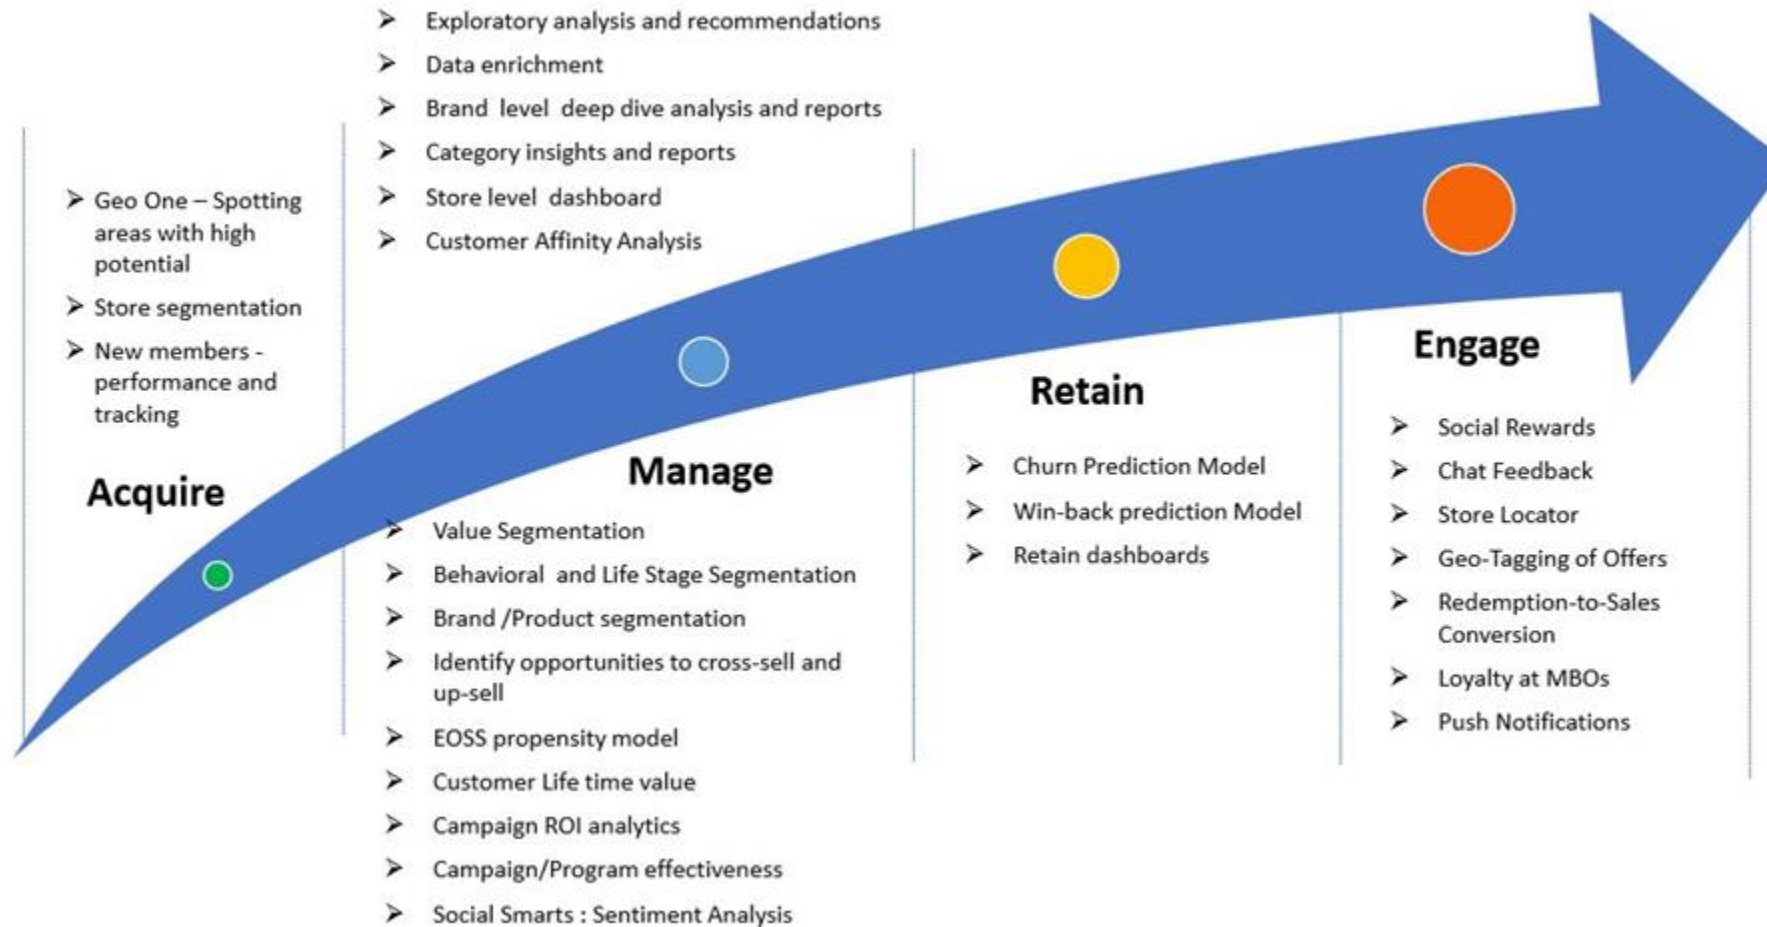 ➤ Geo One – Spotting
areas with high
potential
➤ Store segmentation
➤ New members -
performance and
tracking
Acquire
➤ Exploratory analysis and recommendations
➤ Data enrichment
➤ Brand level deep dive analysis and reports
➤ Category insights and reports
➤ Store level dashboard
➤ Customer Affinity Analysis
Manage
➤ Value Segmentation
➤ Behavioral and Life Stage Segmentation
➤ Brand /Product segmentation
➤ Identify opportunities to cross-sell and
up-sell
➤ EOSS propensity model
➤ Customer Life time value
➤ Campaign ROI analytics
➤ Campaign/Program effectiveness
➤ Social Smarts : Sentiment Analysis
Retain
➤ Churn Prediction Model
➤ Win-back prediction Model
➤ Retain dashboards
Engage
➤ Social Rewards
➤ Chat Feedback
➤ Store Locator
➤ Geo-Tagging of Offers
➤ Redemption-to-Sales
Conversion
➤ Loyalty at MBOs
➤ Push Notifications